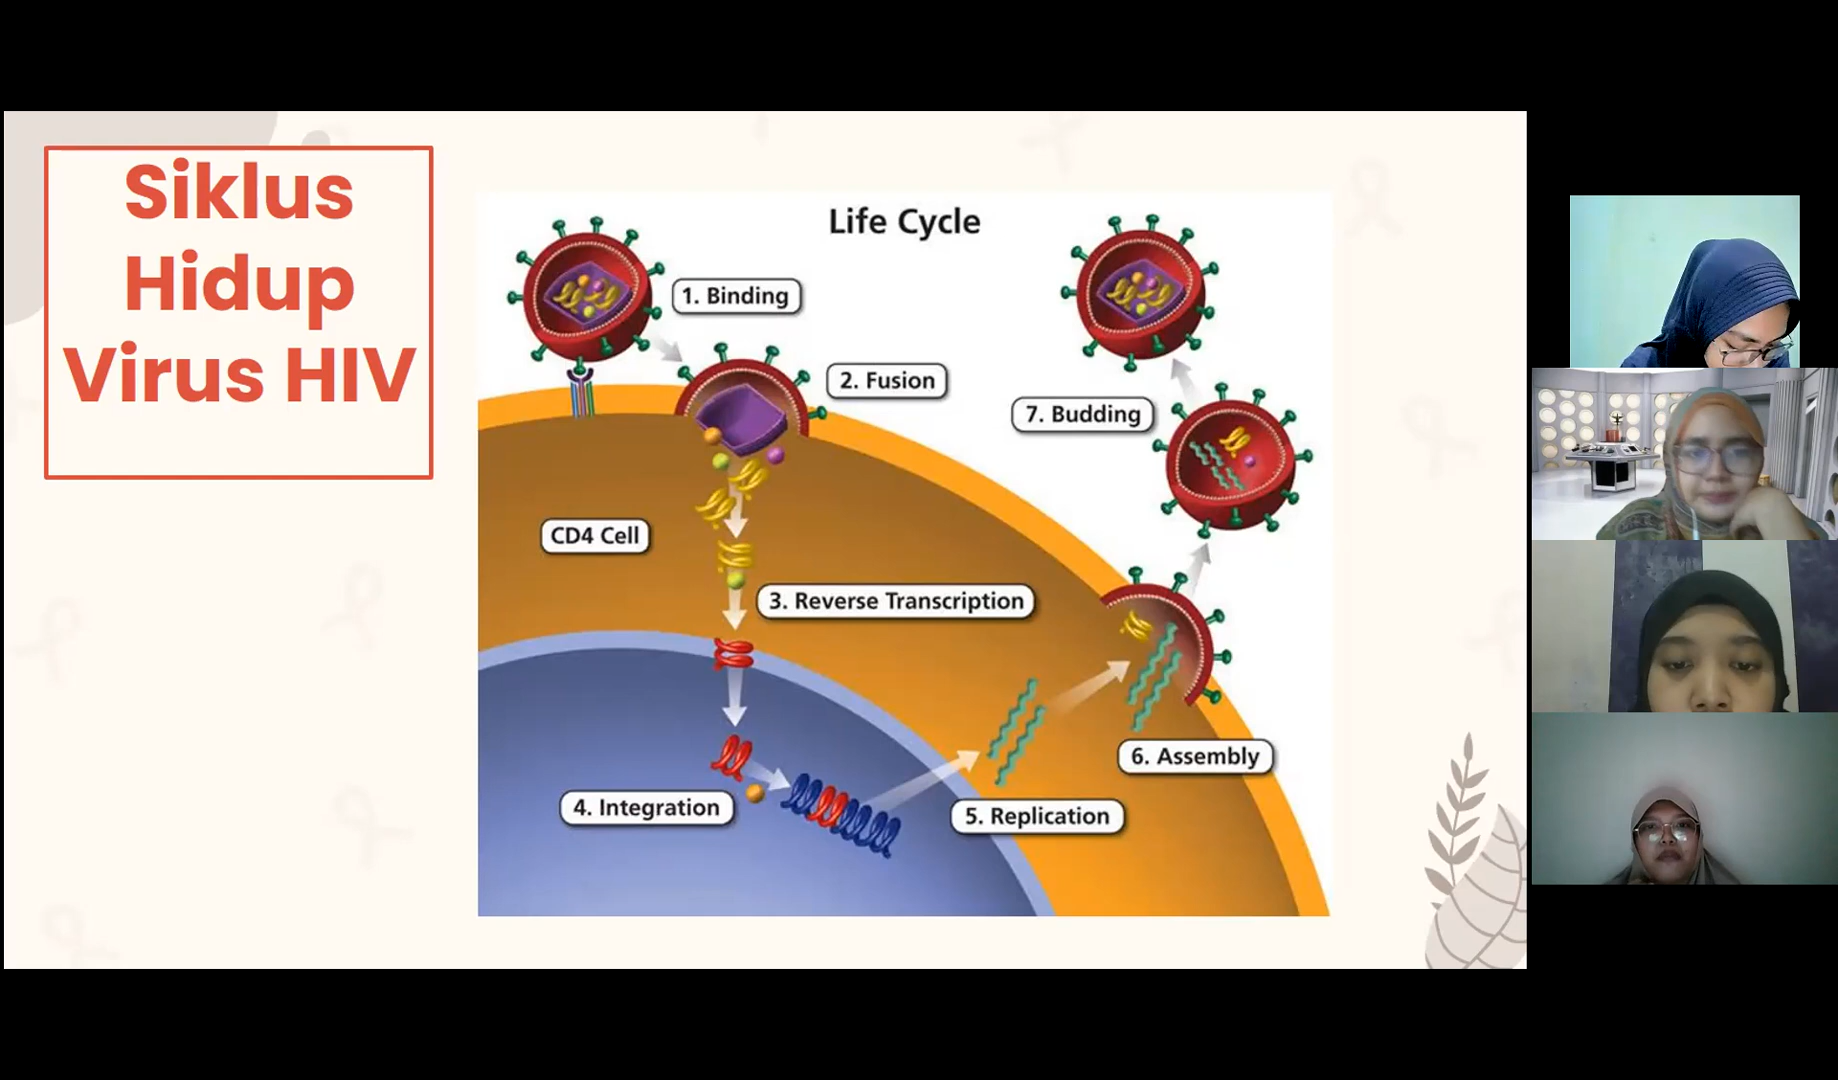 Siklus
Hidup
Virus HIV
Life Cycle
1. Binding
2. Fusion
7. Budding
CD4 Cell
3. Reverse Transcription
6. Assembly
4. Integration
5. Replication